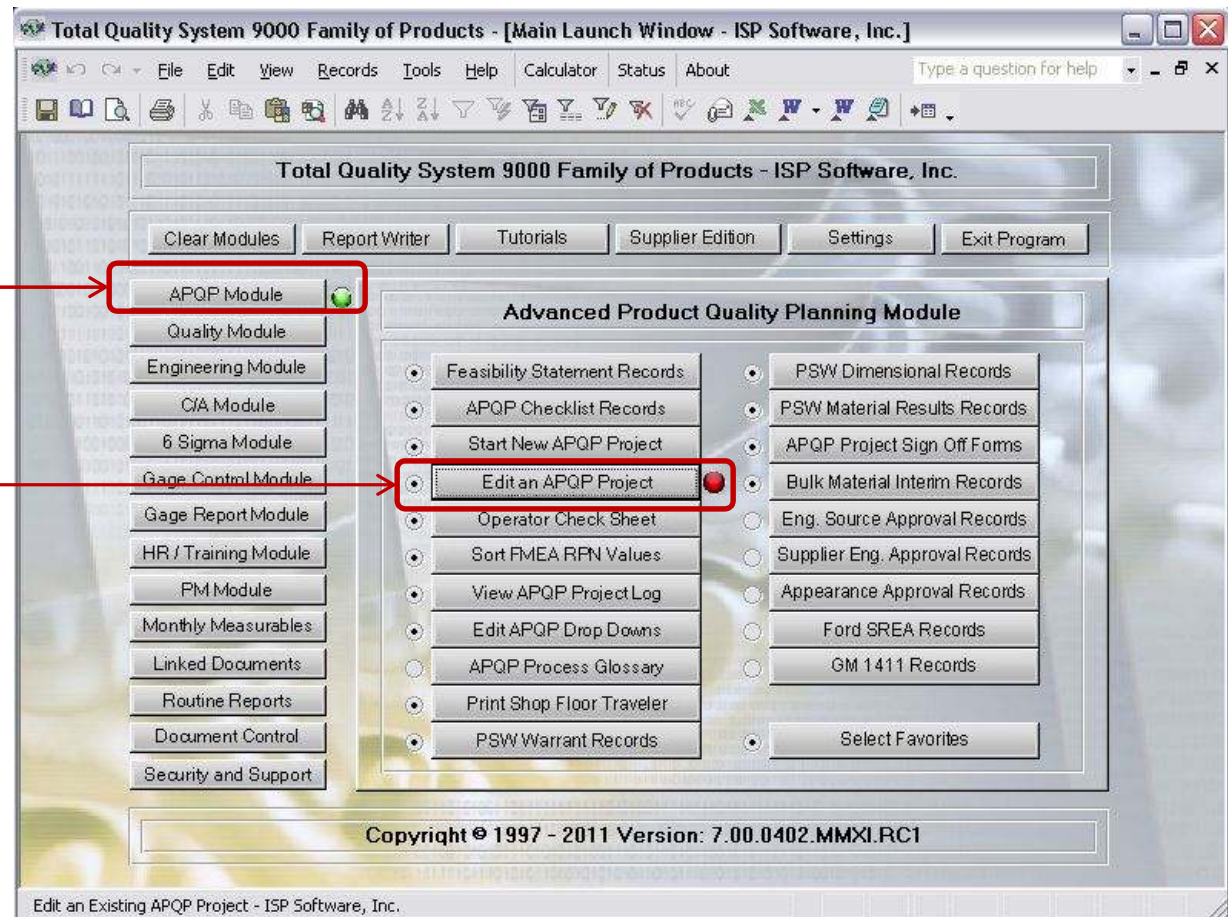 Total Quality System 9000 Family of Products - [Main Launch Window - ISP Software, Inc.]
File Edit View Records Tools Help Calculator Status About Type a question for help
Total Quality System 9000 Family of Products - ISP Software, Inc.
Clear Modules Report Writer Tutorials Supplier Edition Settings Exit Program
APQP Module
Quality Module
Engineering Module
C/A Module
6 Sigma Module
Gage Control Module
Gage Report Module
HR / Training Module
PM Module
Monthly Measurables
Linked Documents
Routine Reports
Document Control
Security and Support
Advanced Product Quality Planning Module
Feasibility Statement Records
APQP Checklist Records
Start New APQP Project
Edit an APQP Project
Operator Check Sheet
Sort FMEA RPN Values
View APQP Project Log
Edit APQP Drop Downs
APQP Process Glossary
Print Shop Floor Traveler
PSW Warrant Records
PSW Dimensional Records
PSW Material Results Records
APQP Project Sign Off Forms
Bulk Material Interim Records
Eng. Source Approval Records
Supplier Eng. Approval Records
Appearance Approval Records
Ford SREA Records
GM 1411 Records
Select Favorites
Copyright © 1997 - 2011 Version: 7.00.0402.MMXI.RC1
Edit an Existing APQP Project - ISP Software, Inc.